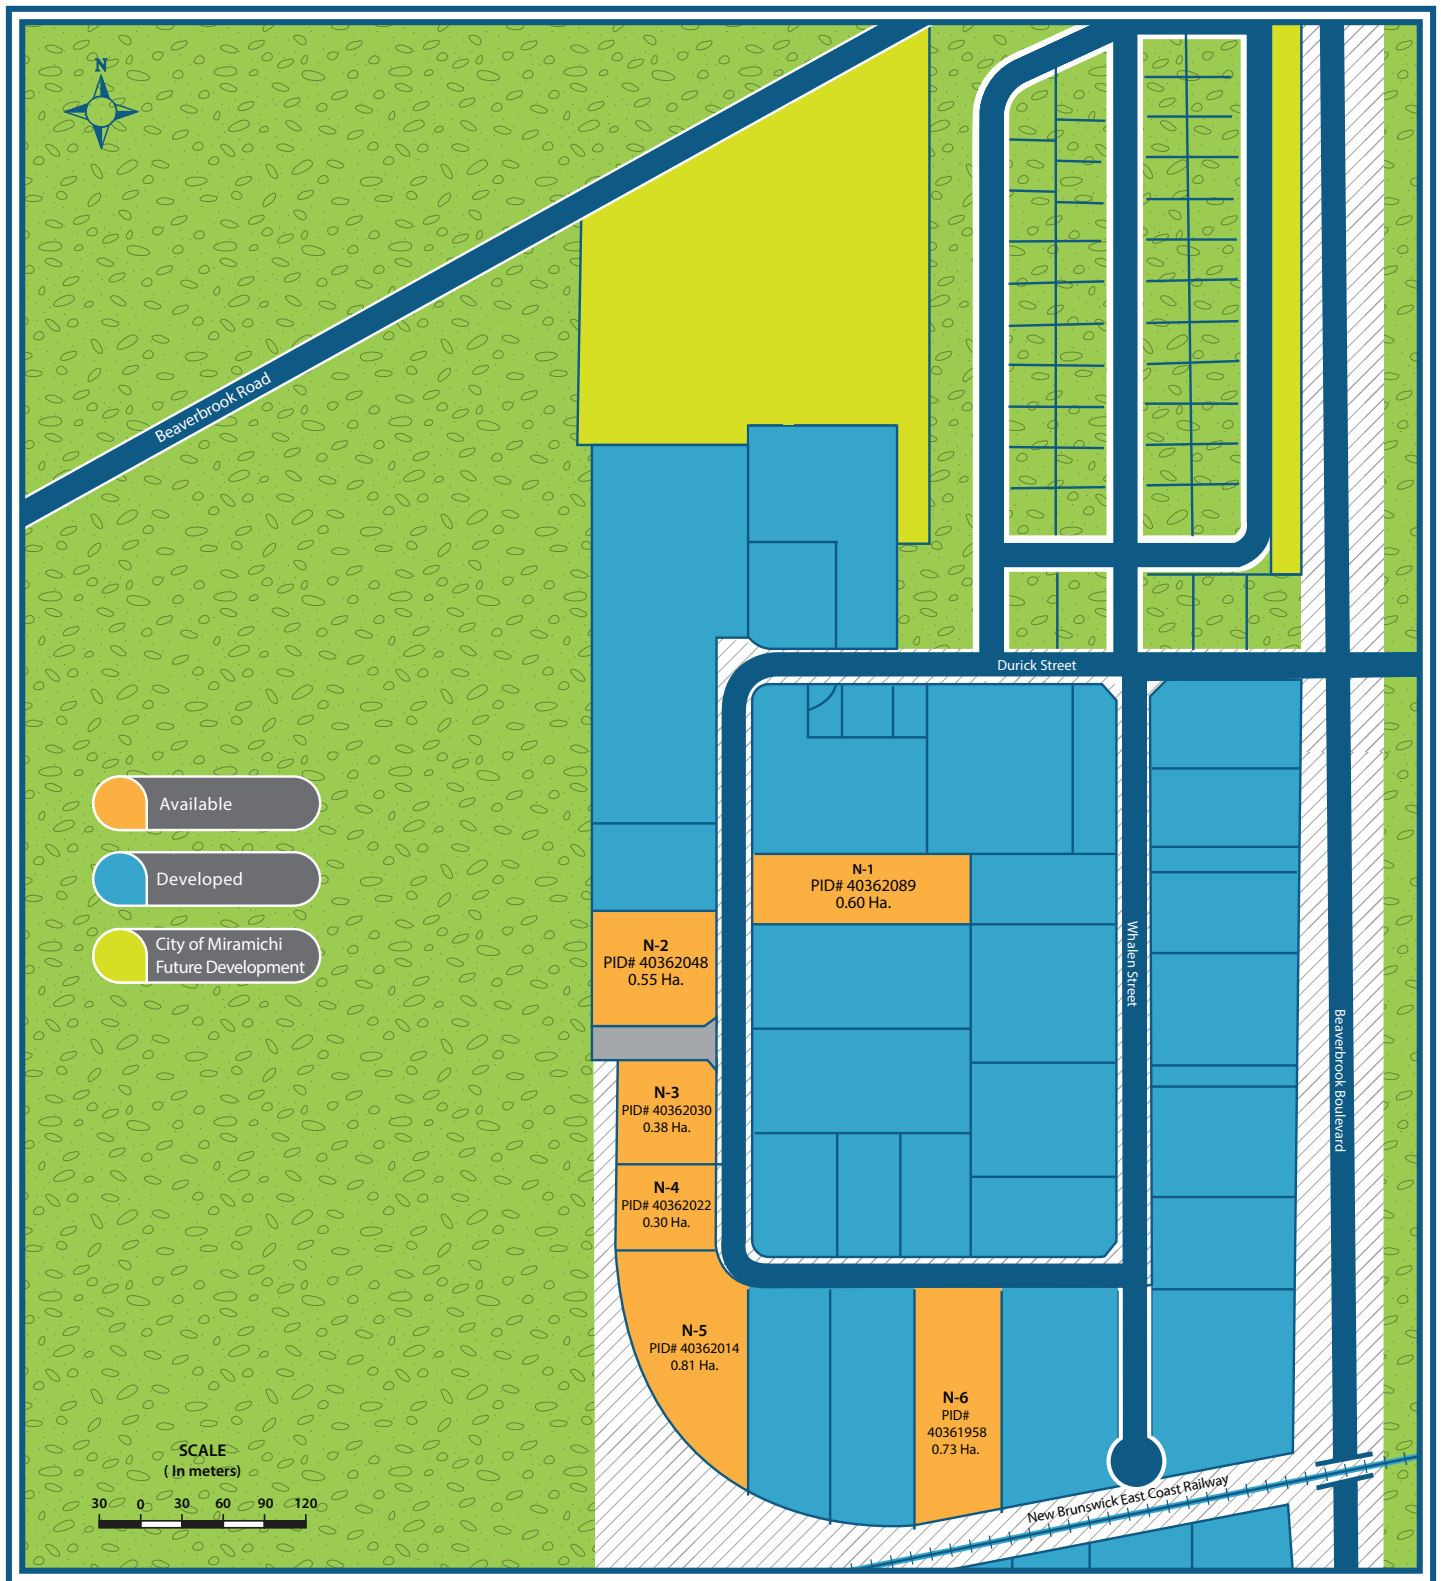 N
Beaverbrook Road
Durick Street
Available
Developed
City of Miramichi
Future Development
N-1
PID# 40362089
0.60 Ha.
N-2
PID# 40362048
0.55 Ha.
Whalen Street
Beaverbrook Boulevard
N-3
PID# 40362030
0.38 Ha.
N-4
PID# 40362022
0.30 Ha.
N-5
PID# 40362014
0.81 Ha.
N-6
PID#
40361958
0.73 Ha.
New Brunswick East Coast Railway
SCALE
( In meters)
30 0 30 60 90 120